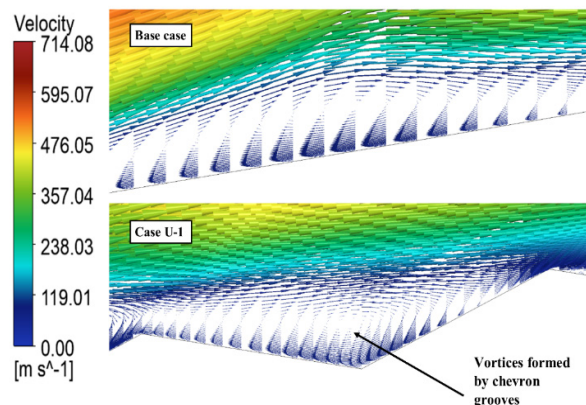 Velocity
714.08
595.07
476.05
357.04
238.03
119.01
0.00
[m s^-1]
Base case
Case U-1
Vortices formed
by chevron
grooves